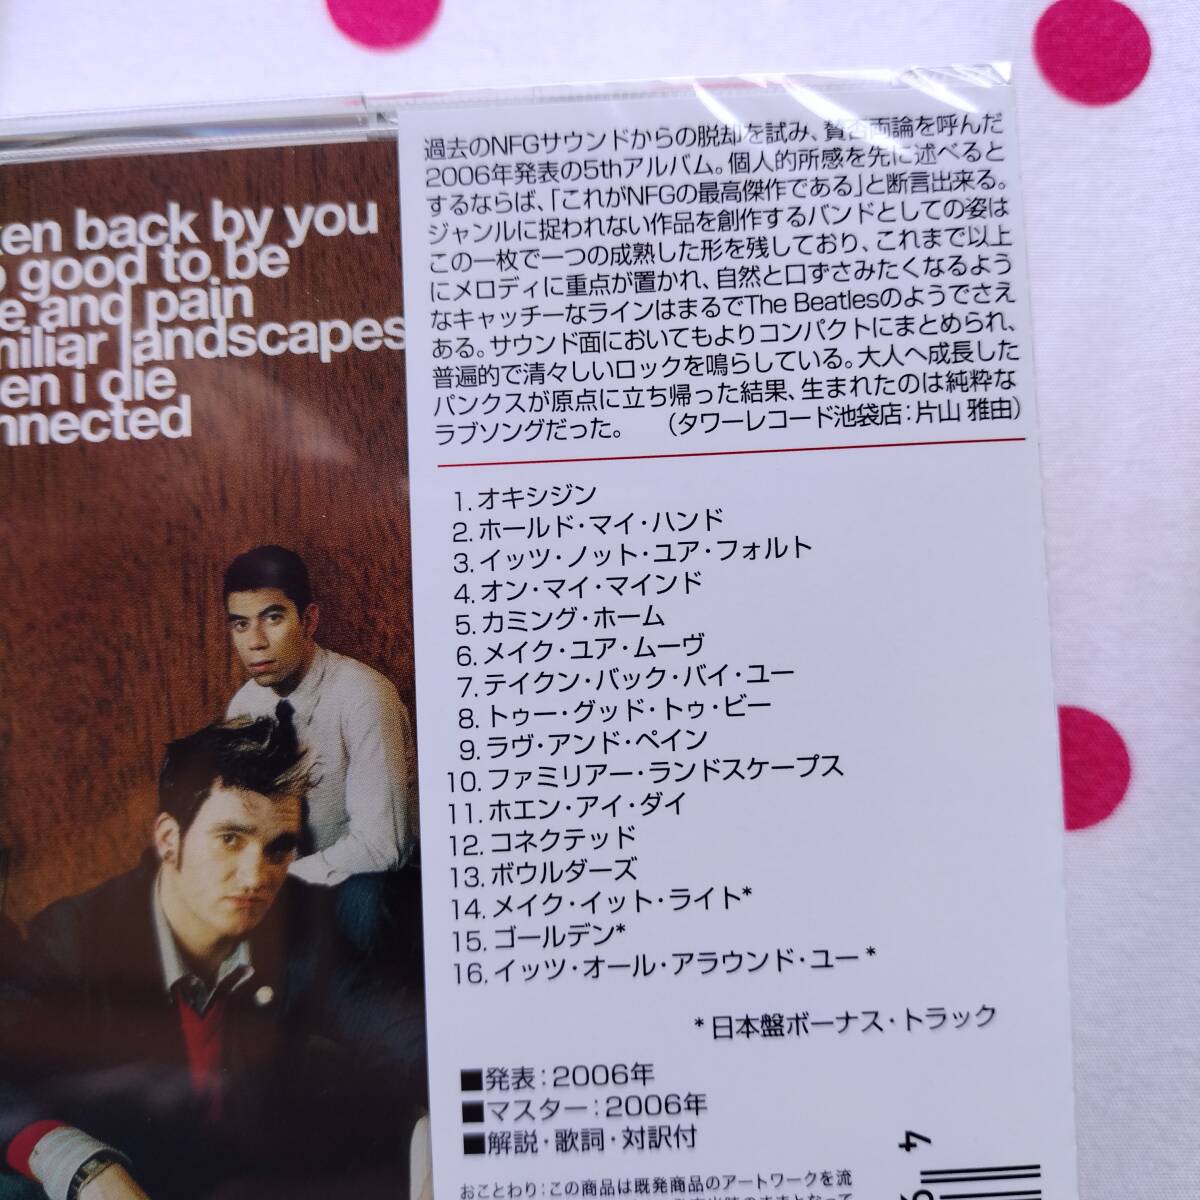 back by you
good to be
and pain
landscapes
i die
過去のNFGサウンドからの脱却を試み、賛否両論を呼んだ
2006年発表の5thアルバム。個人的所感を先に述べると
するならば、「これがNFGの最高傑作である」と断言出来る。
ジャンルに捉われない作品を創作するバンドとしての姿は
この一枚で一つの成熟した形を残しており、これまで以上
にメロディに重点が置かれ、自然と口ずさみたくなるよう
なキャッチーなラインはまるでThe Beatlesのようでさえ
ある。サウンド面においてもよりコンパクトにまとめられ、
普遍的で清々しいロックを鳴らしている。大人へ成長した
パンクスが原点に立ち帰った結果、生まれたのは純粋な
ラブソングだった。　(タワーレコード池袋店:片山 雅由)
1. オキシジン
2. ホールド・マイ・ハンド
3. イッツ・ノット・ユア・フォルト
4. オン・マイ・マインド
5. カミング・ホーム
6. メイク・ユア・ムーヴ
7. テイクン・バック・バイ・ユー
8. トゥー・グッド・トゥ・ビー
9. ラヴ・アンド・ペイン
10. ファミリアー・ランドスケープス
11. ホエン・アイ・ダイ
12. コネクテッド
13. ボウルダーズ
14. メイク・イット・ライト*
15. ゴールデン*
16. イッツ・オール・アラウンド・ユー*
*日本盤ボーナス・トラック
■発表:2006年
■マスター:2006年
■解説・歌詞・対訳付
おことわり:この商品は既発商品のアートワークを流
4